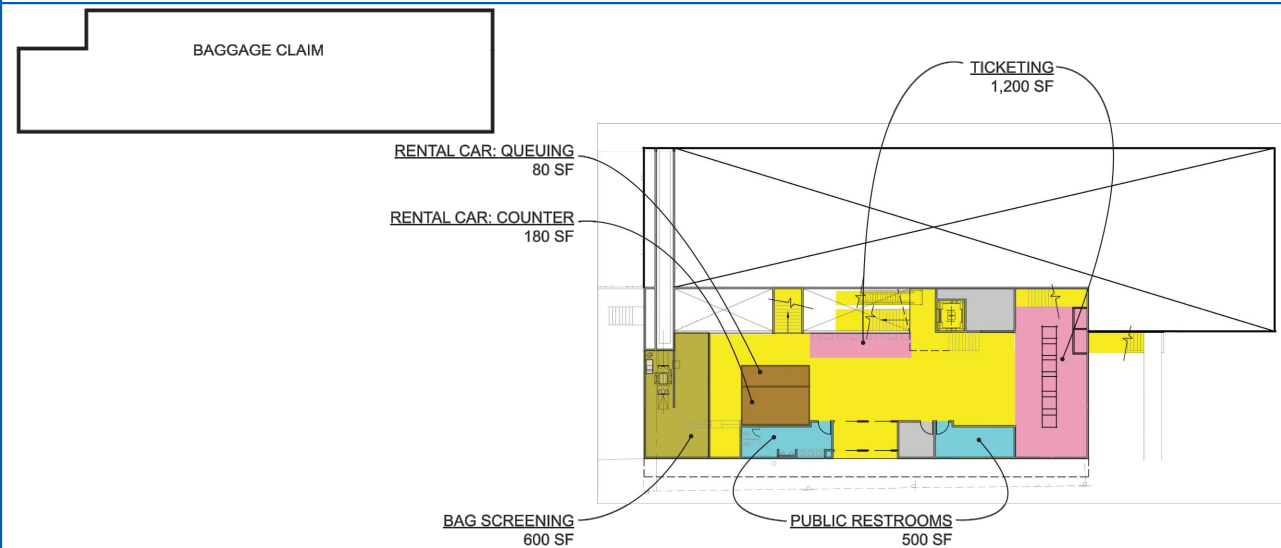 BAGGAGE CLAIM
TICKETING
1,200 SF
RENTAL CAR: QUEUING
80 SF
RENTAL CAR: COUNTER
180 SF
BAG SCREENING
600 SF
PUBLIC RESTROOMS
500 SF